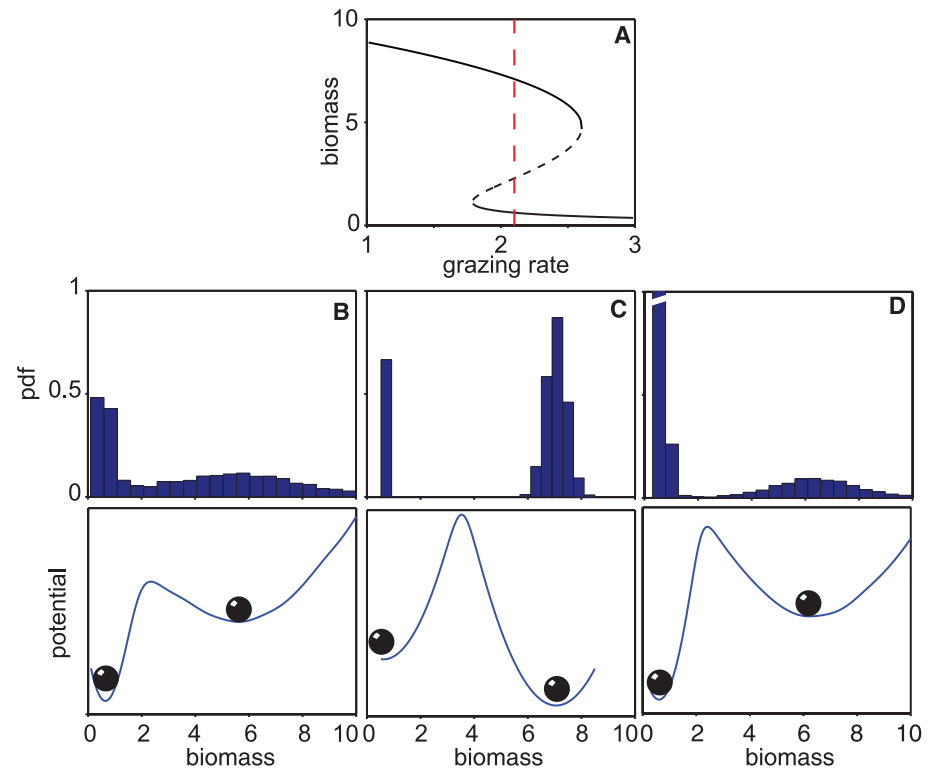 10
A
biomass
5
0
1 2 3
grazing rate
1
B C D
pdf
0.5
0
potential
0 2 4 6 8 10 0 2 4 6 8 10 0 2 4 6 8 10
biomass biomass biomass